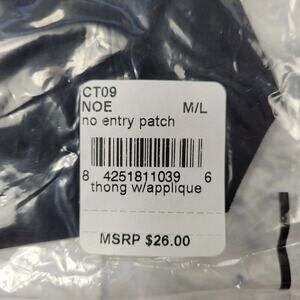 CT09
NOE M/L
no entry patch
8 4251811039 6
thong w/applique
MSRP $26.00